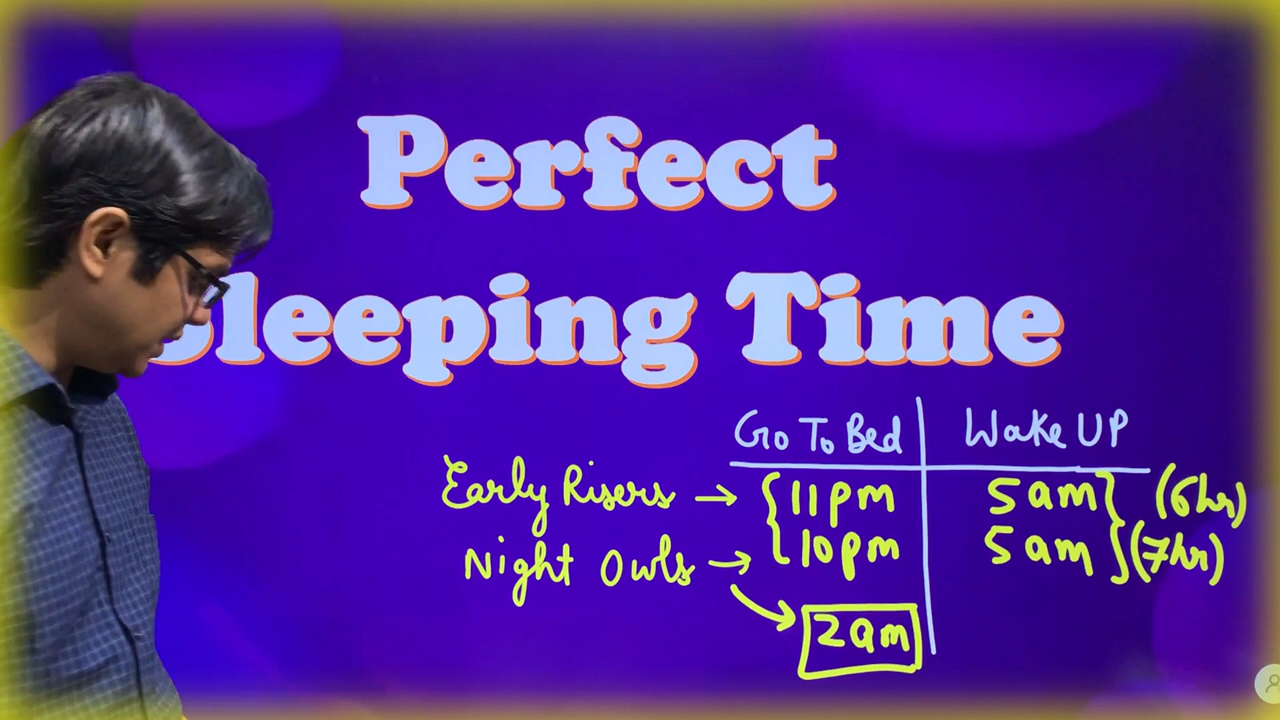 Perfect
Sleeping Time
Go To Bed Wake UP
Early Risers → 11pm 5am (6hr)
Night Owls → 10pm 5am (7hr)
2am